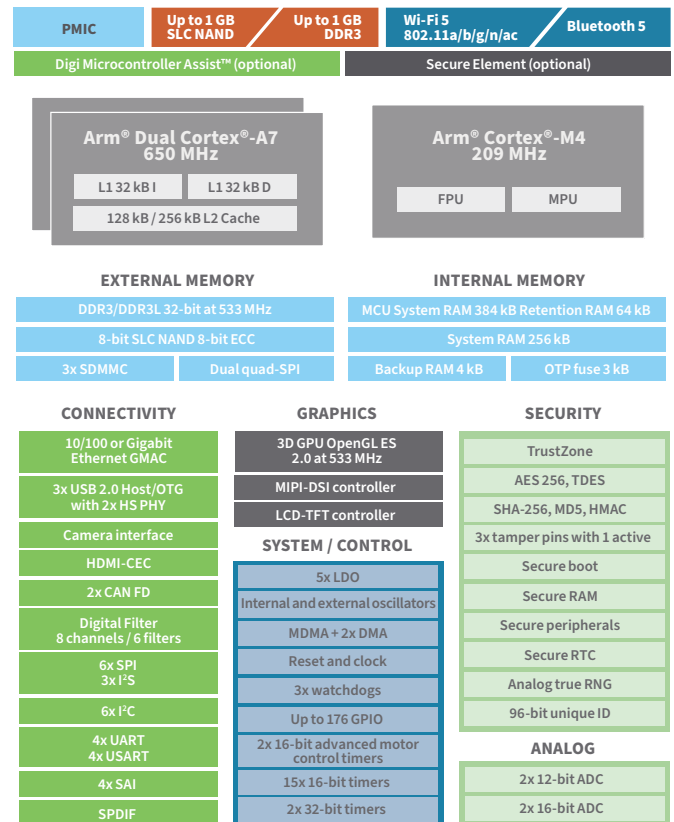 PMIC
Up to 1 GB
SLC NAND
Up to 1 GB
DDR3
Wi-Fi 5
802.11a/b/g/n/ac
Bluetooth 5
Digi Microcontroller Assist™ (optional)
Secure Element (optional)
Arm® Dual Cortex®-A7
650 MHz
L1 32 kB I
L1 32 kB D
128 kB / 256 kB L2 Cache
Arm® Cortex®-M4
209 MHz
FPU
MPU
EXTERNAL MEMORY
DDR3/DDR3L 32-bit at 533 MHz
8-bit SLC NAND 8-bit ECC
3x SDMMC
Dual quad-SPI
INTERNAL MEMORY
MCU System RAM 384 kB Retention RAM 64 kB
System RAM 256 kB
Backup RAM 4 kB
OTP fuse 3 kB
CONNECTIVITY
10/100 or Gigabit
Ethernet GMAC
3x USB 2.0 Host/OTG
with 2x HS PHY
Camera interface
HDMI-CEC
2x CAN FD
Digital Filter
8 channels / 6 filters
6x SPI
3x I²S
6x I²C
4x UART
4x USART
4x SAI
SPDIF
GRAPHICS
3D GPU OpenGL ES
2.0 at 533 MHz
MIPI-DSI controller
LCD-TFT controller
SYSTEM / CONTROL
5x LDO
Internal and external oscillators
MDMA + 2x DMA
Reset and clock
3x watchdogs
Up to 176 GPIO
2x 16-bit advanced motor
control timers
15x 16-bit timers
2x 32-bit timers
SECURITY
TrustZone
AES 256, TDES
SHA-256, MD5, HMAC
3x tamper pins with 1 active
Secure boot
Secure RAM
Secure peripherals
Secure RTC
Analog true RNG
96-bit unique ID
ANALOG
2x 12-bit ADC
2x 16-bit ADC